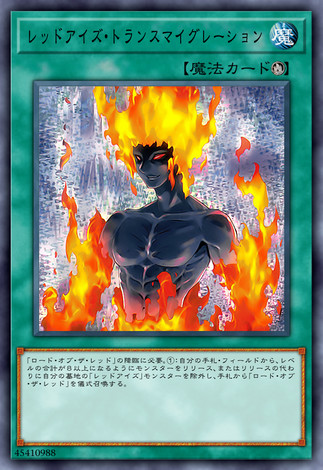 レッドアイズ・トランスマイグレーション
魔
【魔法カード】
「ロード・オブ・ザ・レッド」の降臨に必要。①：自分の手札・フィールドから、レベ
ルの合計が８以上になるようにモンスターをリリース、またはリリースの代わ
りに自分の墓地の「レッドアイズ」モンスターを除外し、手札から「ロード・オブ
・ザ・レッド」を儀式召喚する。
45410988